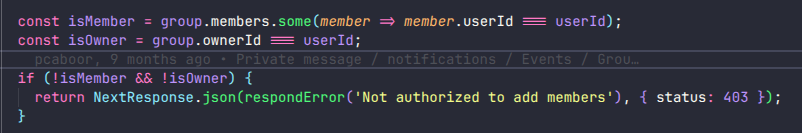 const isMember = group.members.some(member => member.userId === userId);
const isOwner = group.ownerId === userId;
pcaboor, 9 months ago • Private message / notifications / Events / Grou…
if (!isMember && !isOwner) {
return NextResponse.json(respondError('Not authorized to add members'), { status: 403 });
}